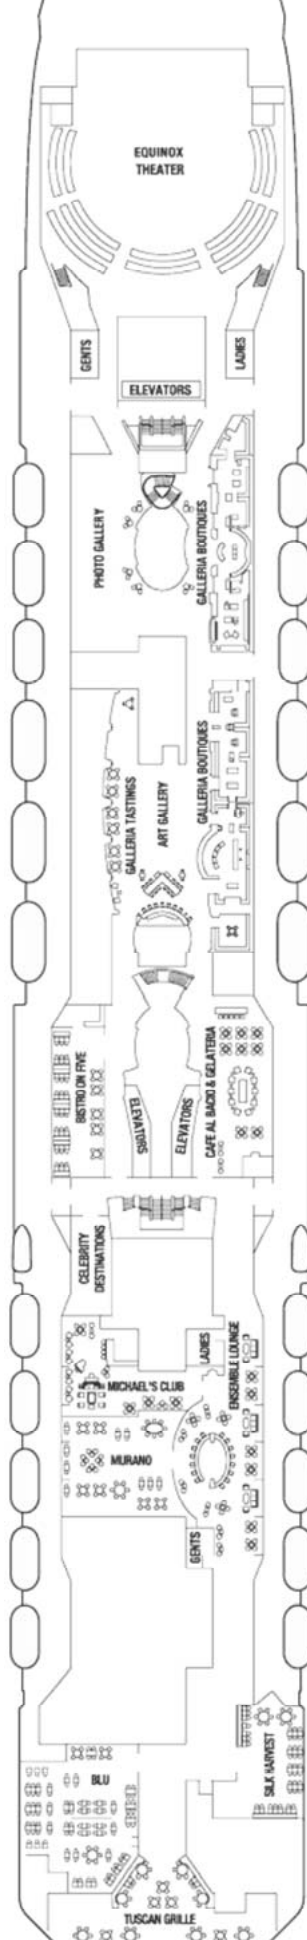 EQUINOX
THEATER
GENTS
LADIES
ELEVATORS
PHOTO GALLERY
GALLERIA BOUTIQUES
GALLERIA TASTINGS
ART GALLERY
GALLERIA BOUTIQUES
BISTRO ON FIVE
ELEVATORS
ELEVATORS
CAFE AL BACIO & GELATERIA
CELEBRITY
DESTINATIONS
LADIES
ENSEMBLE LOUNGE
MICHAEL'S CLUB
MURANO
GENTS
SILK HARVEST
BLU
TUSCAN GRILLE